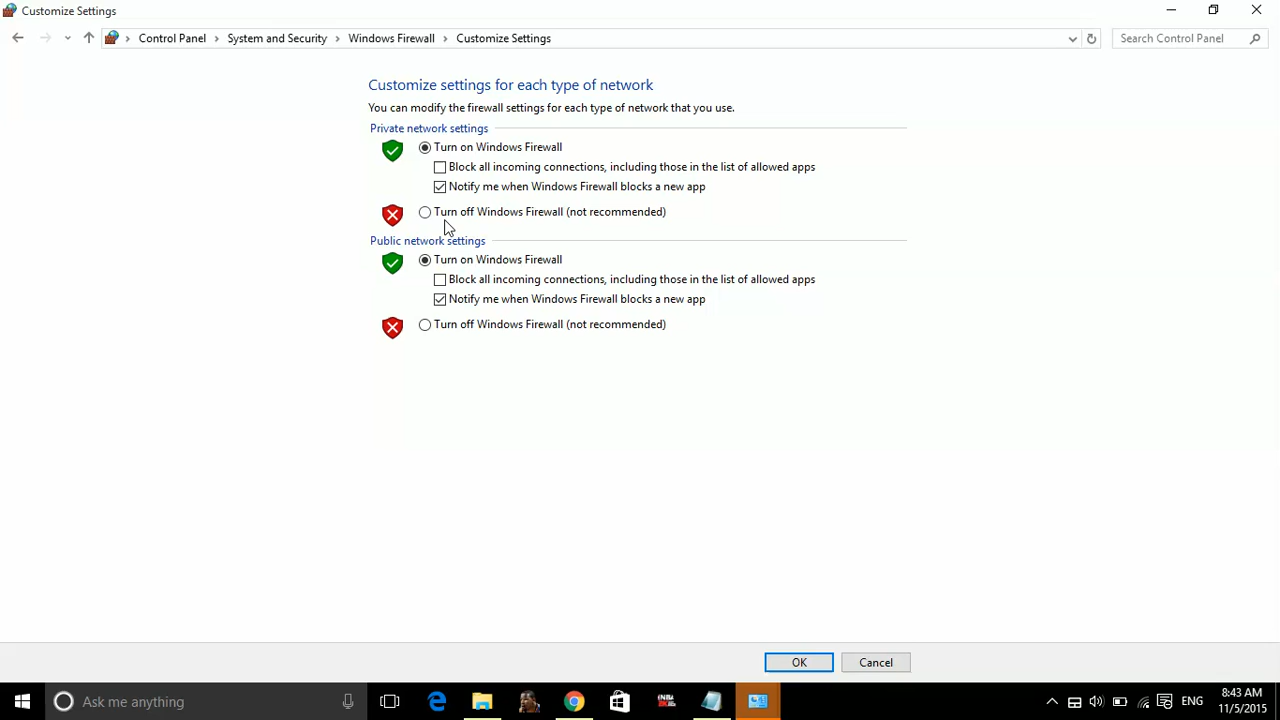 Customize Settings
Control Panel › System and Security › Windows Firewall › Customize Settings
Search Control Panel
Customize settings for each type of network
You can modify the firewall settings for each type of network that you use.
Private network settings
Turn on Windows Firewall
Block all incoming connections, including those in the list of allowed apps
Notify me when Windows Firewall blocks a new app
Turn off Windows Firewall (not recommended)
Public network settings
Turn on Windows Firewall
Block all incoming connections, including those in the list of allowed apps
Notify me when Windows Firewall blocks a new app
Turn off Windows Firewall (not recommended)
OK
Cancel
Ask me anything
ENG
8:43 AM
11/5/2015